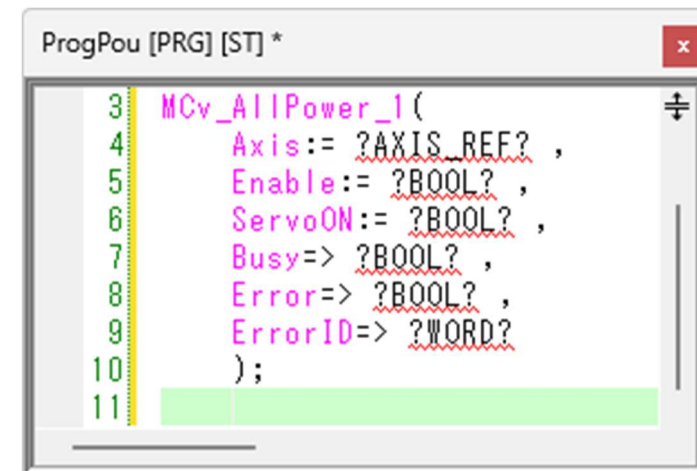 ProgPou [PRG] [ST] *
x
3 MCv_AllPower_1(
4 Axis:= ?AXIS_REF? ,
5 Enable:= ?BOOL? ,
6 ServoON:= ?BOOL? ,
7 Busy=> ?BOOL? ,
8 Error=> ?BOOL? ,
9 ErrorID=> ?WORD?
10 );
11